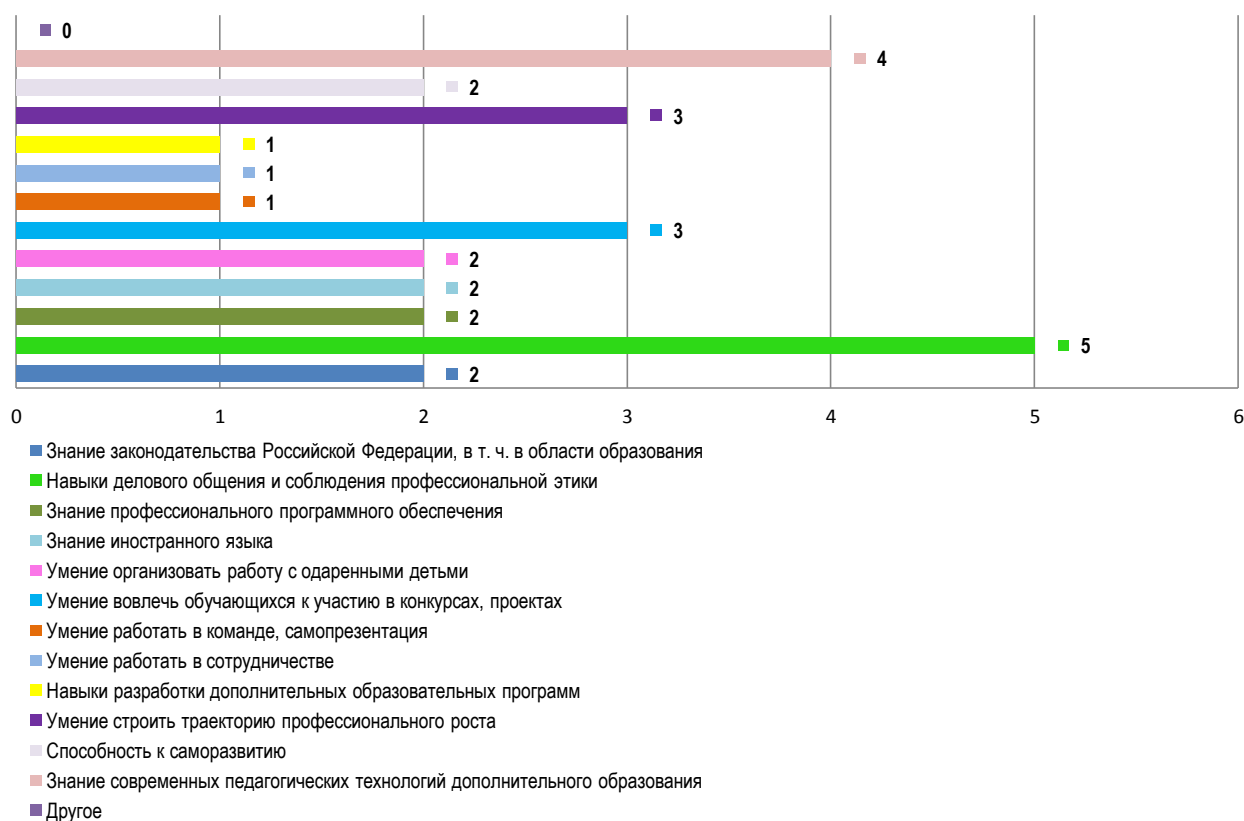 0
4
2
3
1
1
1
3
2
2
2
5
2
0 1 2 3 4 5 6
Знание законодательства Российской Федерации, в т. ч. в области образования
Навыки делового общения и соблюдения профессиональной этики
Знание профессионального программного обеспечения
Знание иностранного языка
Умение организовать работу с одаренными детьми
Умение вовлечь обучающихся к участию в конкурсах, проектах
Умение работать в команде, самопрезентация
Умение работать в сотрудничестве
Навыки разработки дополнительных образовательных программ
Умение строить траекторию профессионального роста
Способность к саморазвитию
Знание современных педагогических технологий дополнительного образования
Другое